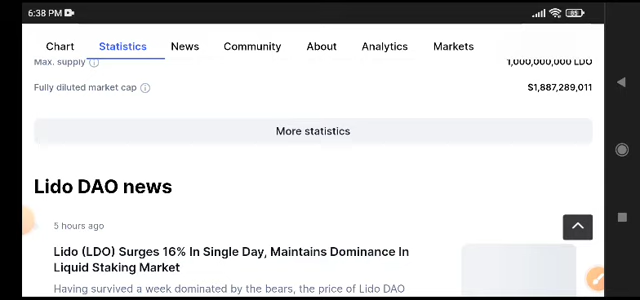 6:38 PM
Chart Statistics News Community About Analytics Markets
Max. supply 1,000,000,000 LDO
Fully diluted market cap $1,887,289,011
More statistics
Lido DAO news
5 hours ago
Lido (LDO) Surges 16% In Single Day, Maintains Dominance In
Liquid Staking Market
Having survived a week dominated by the bears, the price of Lido DAO